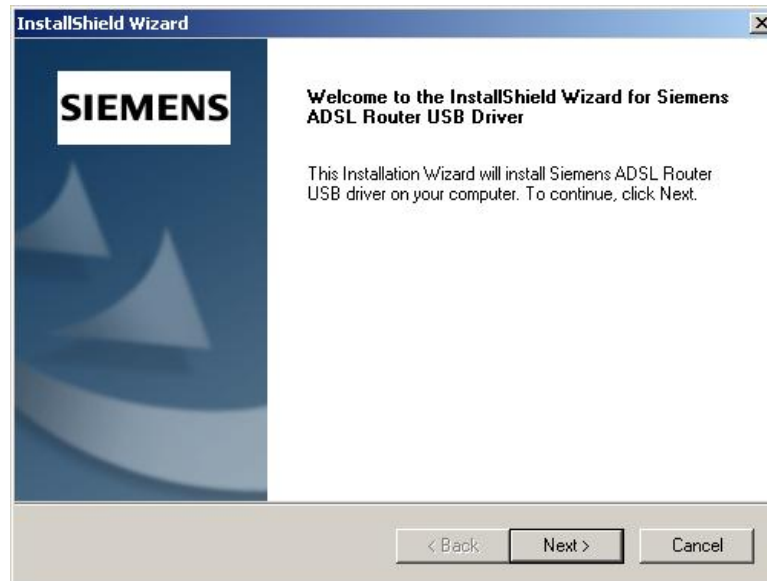 InstallShield Wizard
SIEMENS
Welcome to the InstallShield Wizard for Siemens
ADSL Router USB Driver
This Installation Wizard will install Siemens ADSL Router
USB driver on your computer. To continue, click Next.
< Back
Next >
Cancel